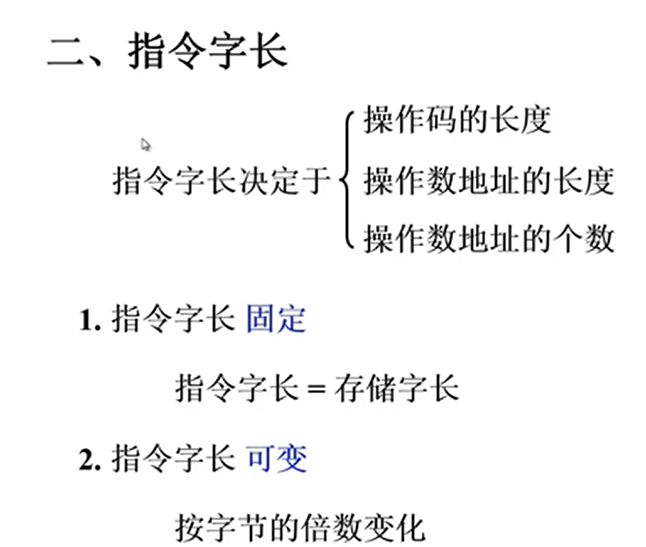 二、指令字长
操作码的长度
指令字长决定于
操作数地址的长度
操作数地址的个数
1. 指令字长 固定
指令字长 = 存储字长
2. 指令字长 可变
按字节的倍数变化